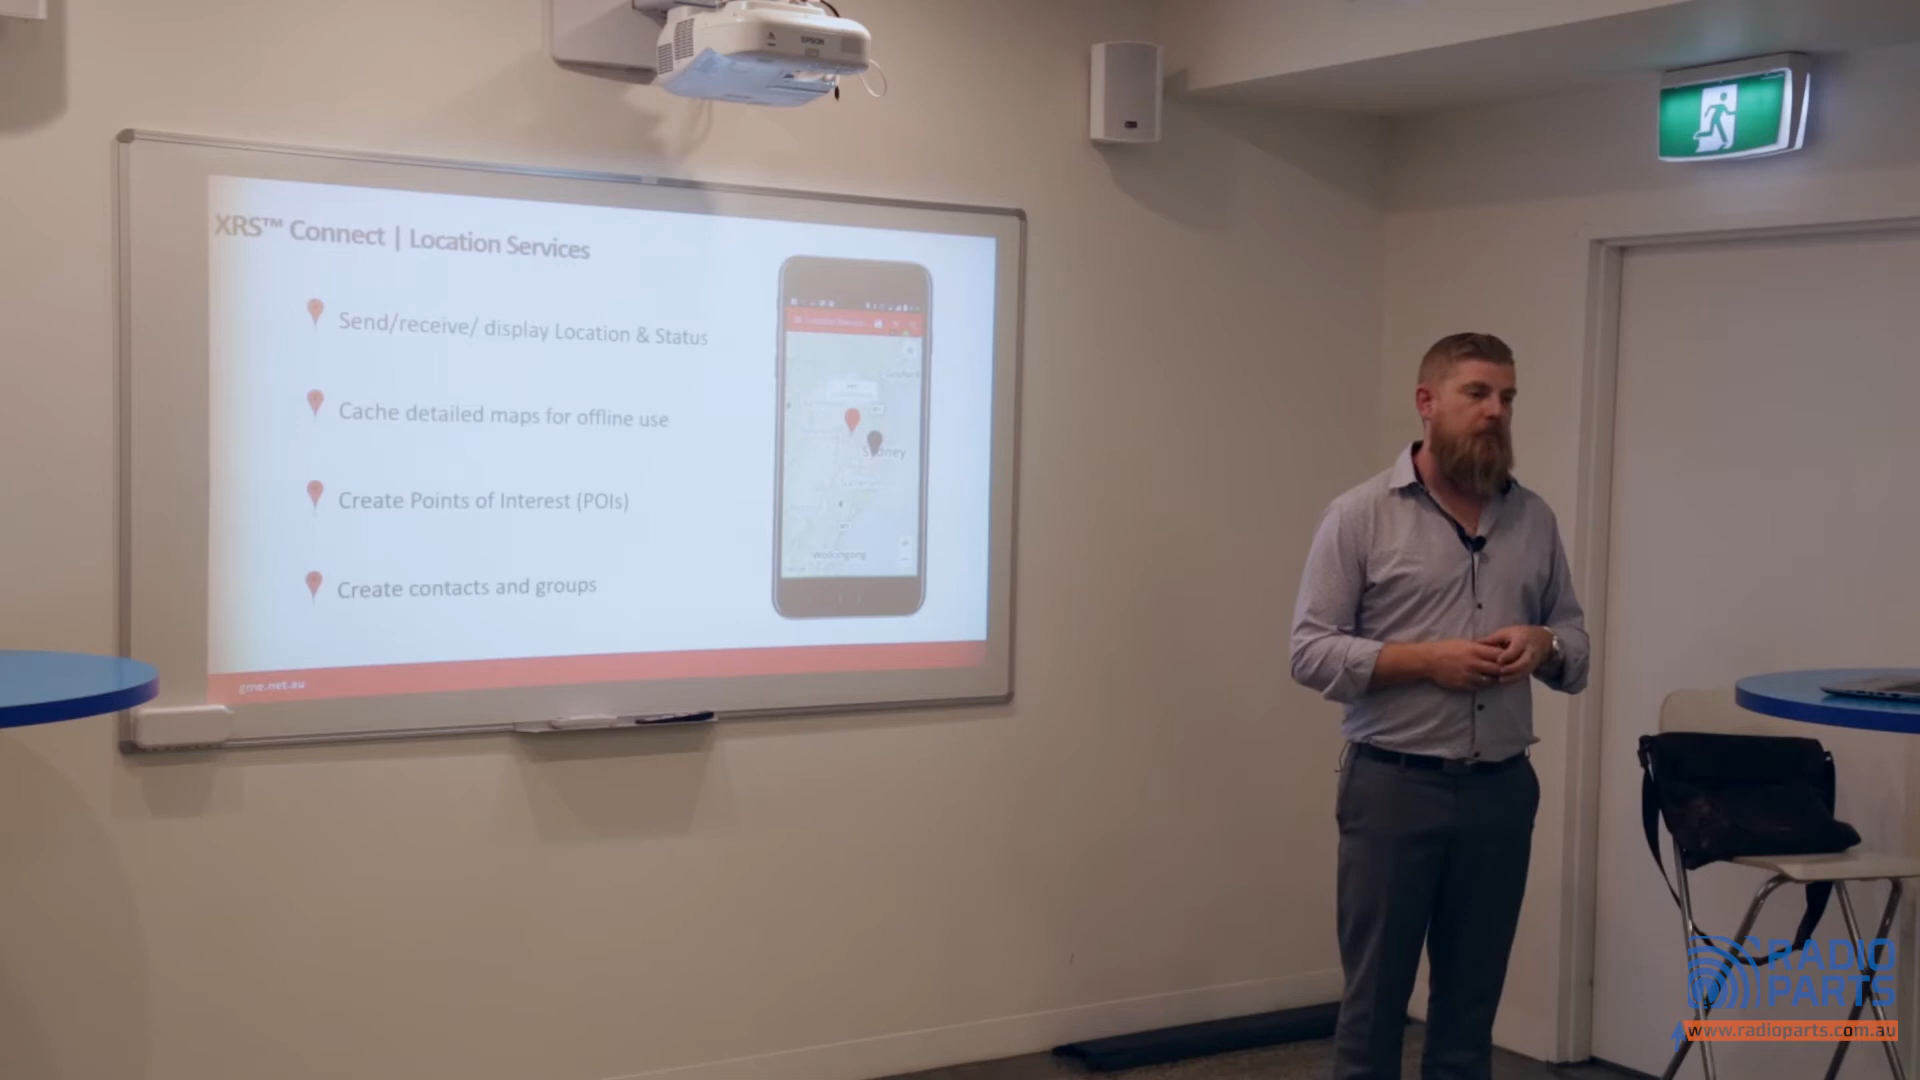 EPSON
XRS™ Connect | Location Services
Send/receive/ display Location & Status
Cache detailed maps for offline use
Create Points of Interest (POIs)
Create contacts and groups
Sydney
Wollongong
gme.net.au
RADIO
PARTS
www.radioparts.com.au